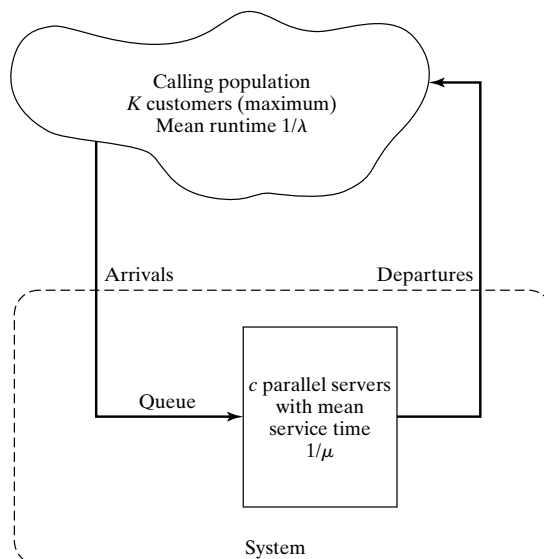 Calling population
K customers (maximum)
Mean runtime 1/λ
Arrivals
Departures
Queue
c parallel servers
with mean
service time
1/μ
System